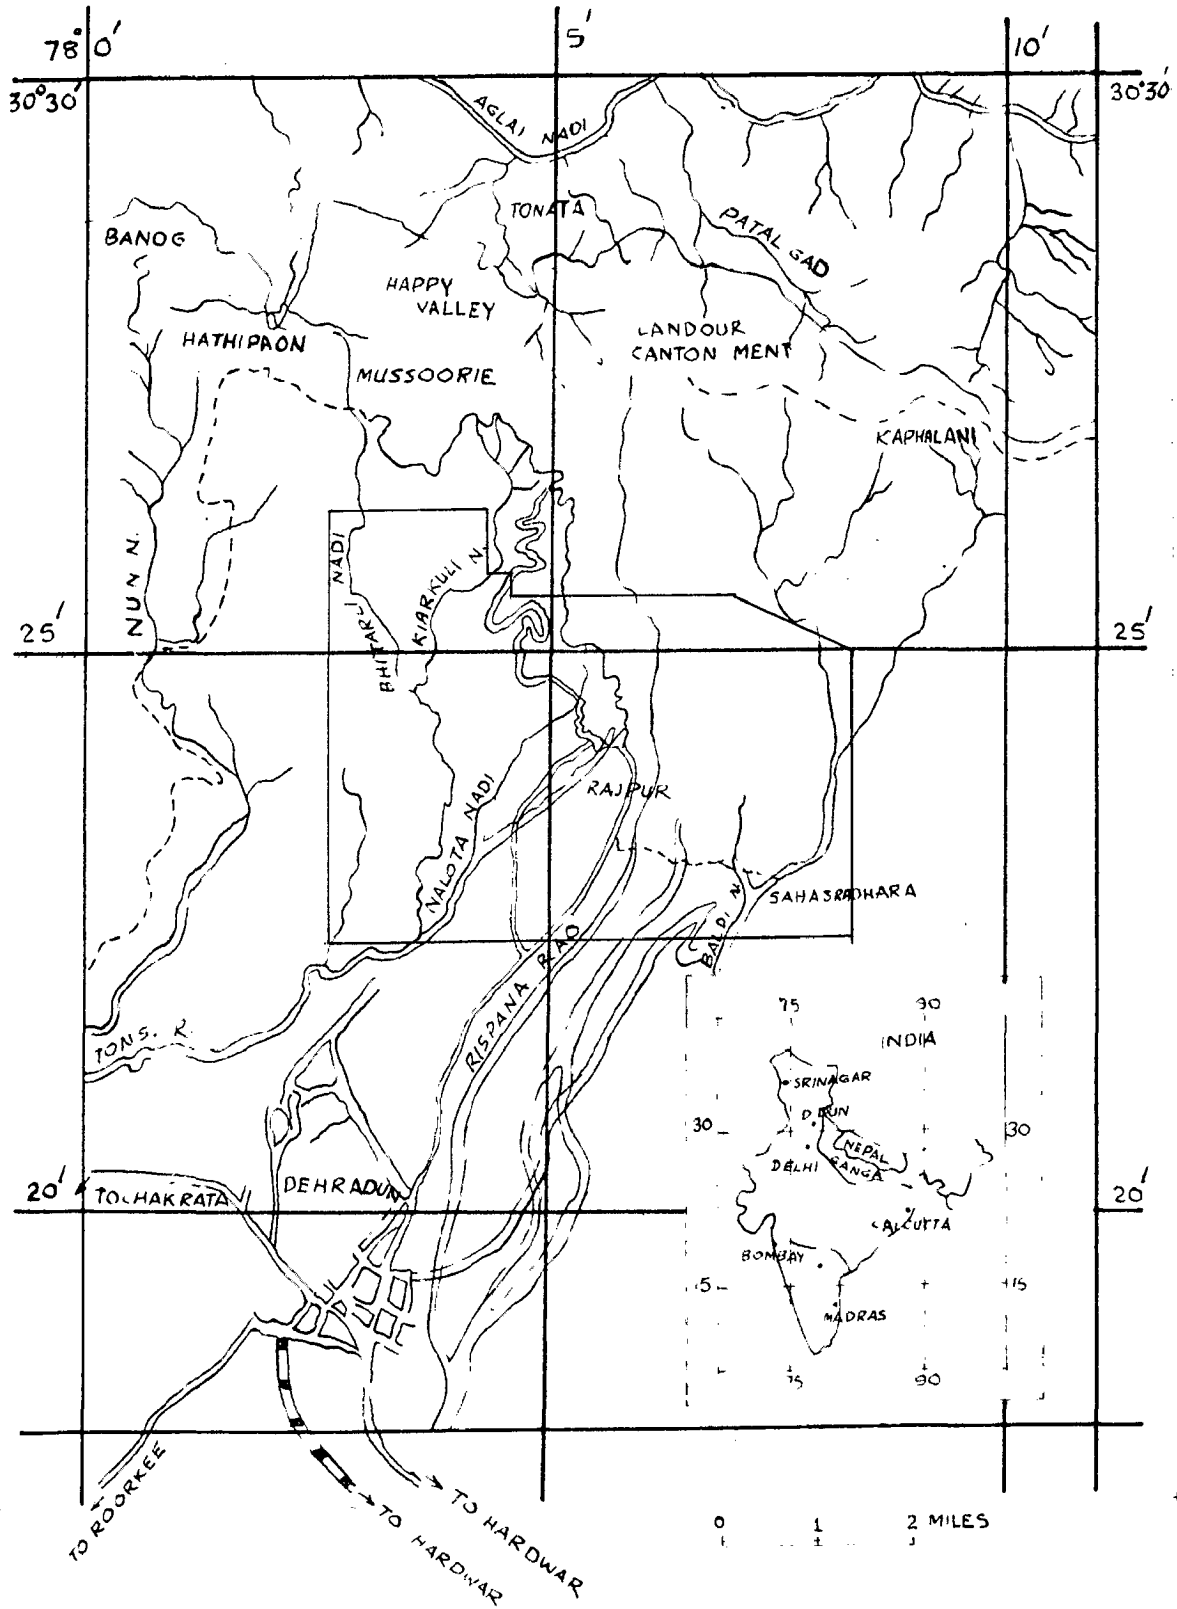 78° 0'
5'
10'
30° 30'
30° 30'
AGLAI NADI
TONATA
PATAL GAD
BANOG
HAPPY
VALLEY
LANDOUR
CANTON MENT
HATHIPAON
MUSSOORIE
KAPHALANI
NUN N.
BHITARLI NADI
KIARKULI N.
25'
25'
RAJPUR
NALOTA NADI
SAHASRADHARA
BALDI N.
RISPANA RAO
TONS. R.
75
90
INDIA
SRINAGAR
D.DUN
30
30
NEPAL
DELHI
GANGA
DEHRADUN
20'
TO CHAKRATA
20'
CALCUTTA
BOMBAY
15
15
MADRAS
75
90
TO ROORKEE
TO HARDWAR
TO HARDWAR
0 1 2 MILES